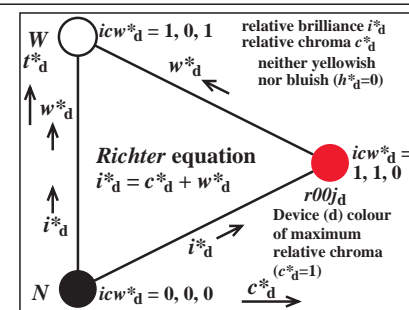 W icw*d = 1, 0, 1
t*d
relative brilliance i*d
relative chroma c*d
neither yellowish
nor bluish (h*d=0)
w*d
w*d
Richter equation
i*d = c*d + w*d
icw*d =
1, 1, 0
r00jd
Device (d) colour
of maximum
relative chroma
(c*d=1)
i*d
i*d
N icw*d = 0, 0, 0
c*d